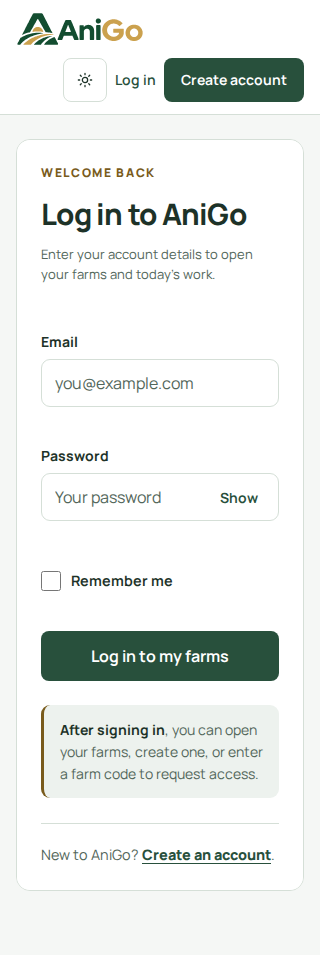 AniGo
Log in
Create account
WELCOME BACK
Log in to AniGo
Enter your account details to open
your farms and today's work.
Email
you@example.com
Password
Your password
Show
Remember me
Log in to my farms
After signing in, you can open
your farms, create one, or enter
a farm code to request access.
New to AniGo? Create an account.